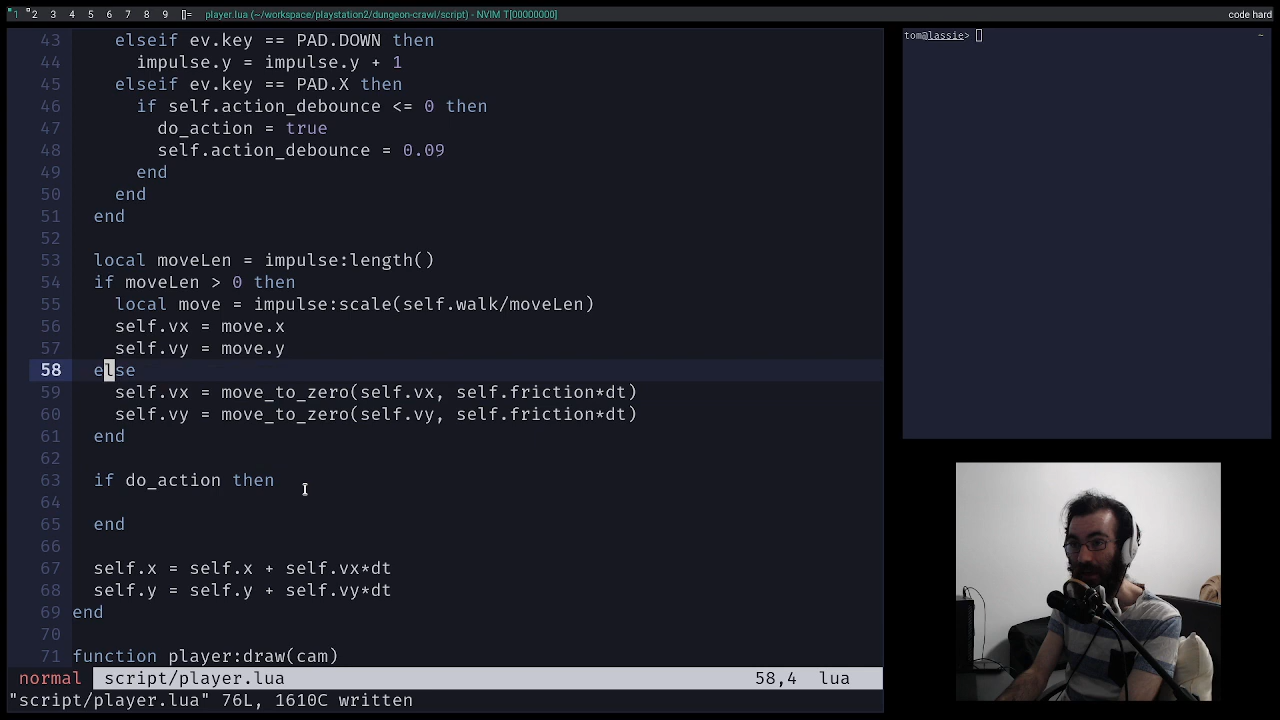 1 2 3 4 5 6 7 8 9 []= player.lua (~/workspace/playstation2/dungeon-crawl/script) - NVIM T[00000000] code hard
43 elseif ev.key == PAD.DOWN then
44 impulse.y = impulse.y + 1
45 elseif ev.key == PAD.X then
46 if self.action_debounce <= 0 then
47 do_action = true
48 self.action_debounce = 0.09
49 end
50 end
51 end
52
53 local moveLen = impulse:length()
54 if moveLen > 0 then
55 local move = impulse:scale(self.walk/moveLen)
56 self.vx = move.x
57 self.vy = move.y
58 else
59 self.vx = move_to_zero(self.vx, self.friction*dt)
60 self.vy = move_to_zero(self.vy, self.friction*dt)
61 end
62
63 if do_action then
64
65 end
66
67 self.x = self.x + self.vx*dt
68 self.y = self.y + self.vy*dt
69 end
70
71 function player:draw(cam)
normal script/player.lua 58,4 lua
"script/player.lua" 76L, 1610C written
tom@lassie> ~